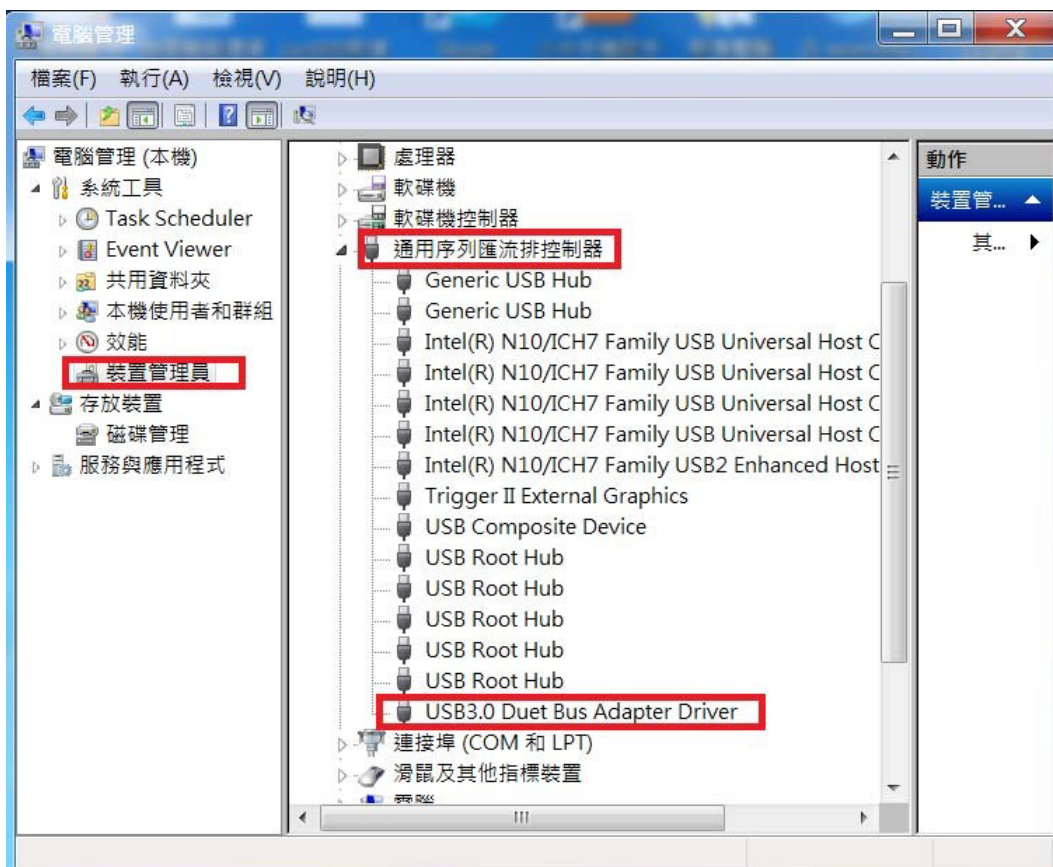 電腦管理
檔案(F) 執行(A) 檢視(V) 說明(H)
電腦管理 (本機)
系統工具
Task Scheduler
Event Viewer
共用資料夾
本機使用者和群組
效能
裝置管理員
存放裝置
磁碟管理
服務與應用程式
處理器
軟碟機
軟碟機控制器
通用序列匯流排控制器
Generic USB Hub
Generic USB Hub
Intel(R) N10/ICH7 Family USB Universal Host C
Intel(R) N10/ICH7 Family USB Universal Host C
Intel(R) N10/ICH7 Family USB Universal Host C
Intel(R) N10/ICH7 Family USB Universal Host C
Intel(R) N10/ICH7 Family USB2 Enhanced Host
Trigger II External Graphics
USB Composite Device
USB Root Hub
USB Root Hub
USB Root Hub
USB Root Hub
USB Root Hub
USB3.0 Duet Bus Adapter Driver
連接埠 (COM 和 LPT)
滑鼠及其他指標裝置
電腦
動作
裝置管...
其...